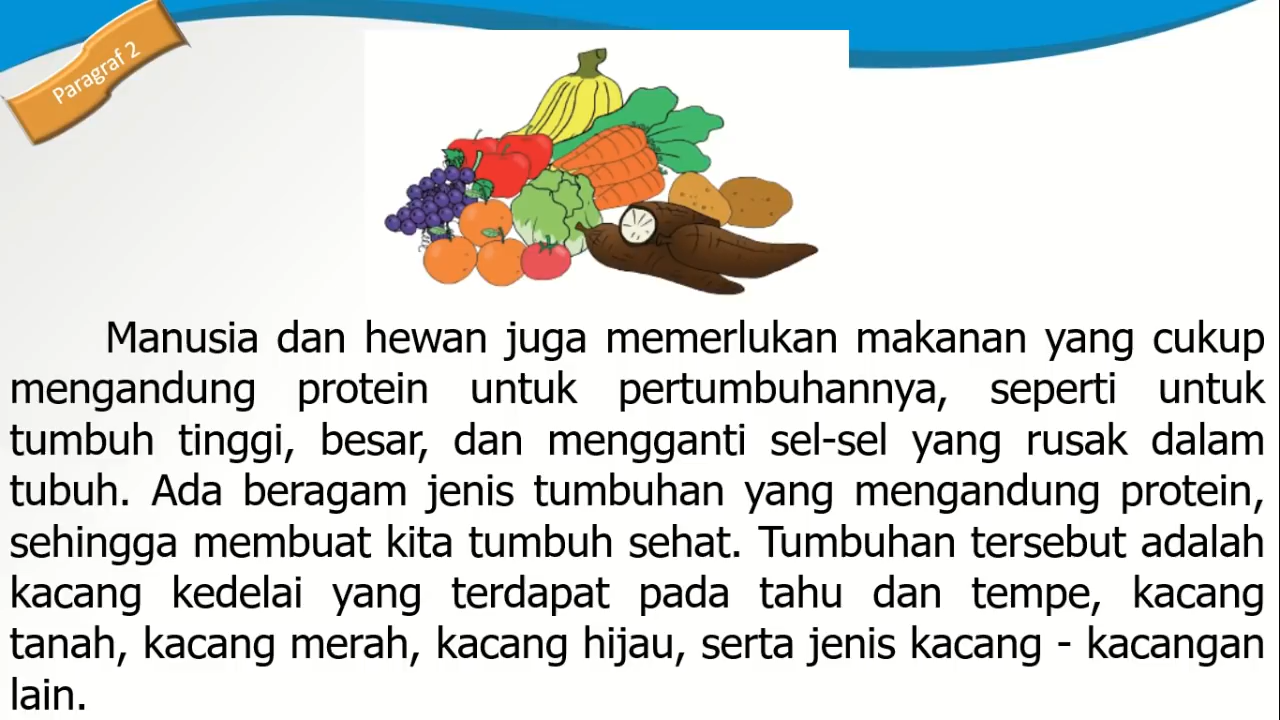 Paragraf 2
Manusia dan hewan juga memerlukan makanan yang cukup
mengandung protein untuk pertumbuhannya, seperti untuk
tumbuh tinggi, besar, dan mengganti sel-sel yang rusak dalam
tubuh. Ada beragam jenis tumbuhan yang mengandung protein,
sehingga membuat kita tumbuh sehat. Tumbuhan tersebut adalah
kacang kedelai yang terdapat pada tahu dan tempe, kacang
tanah, kacang merah, kacang hijau, serta jenis kacang - kacangan
lain.